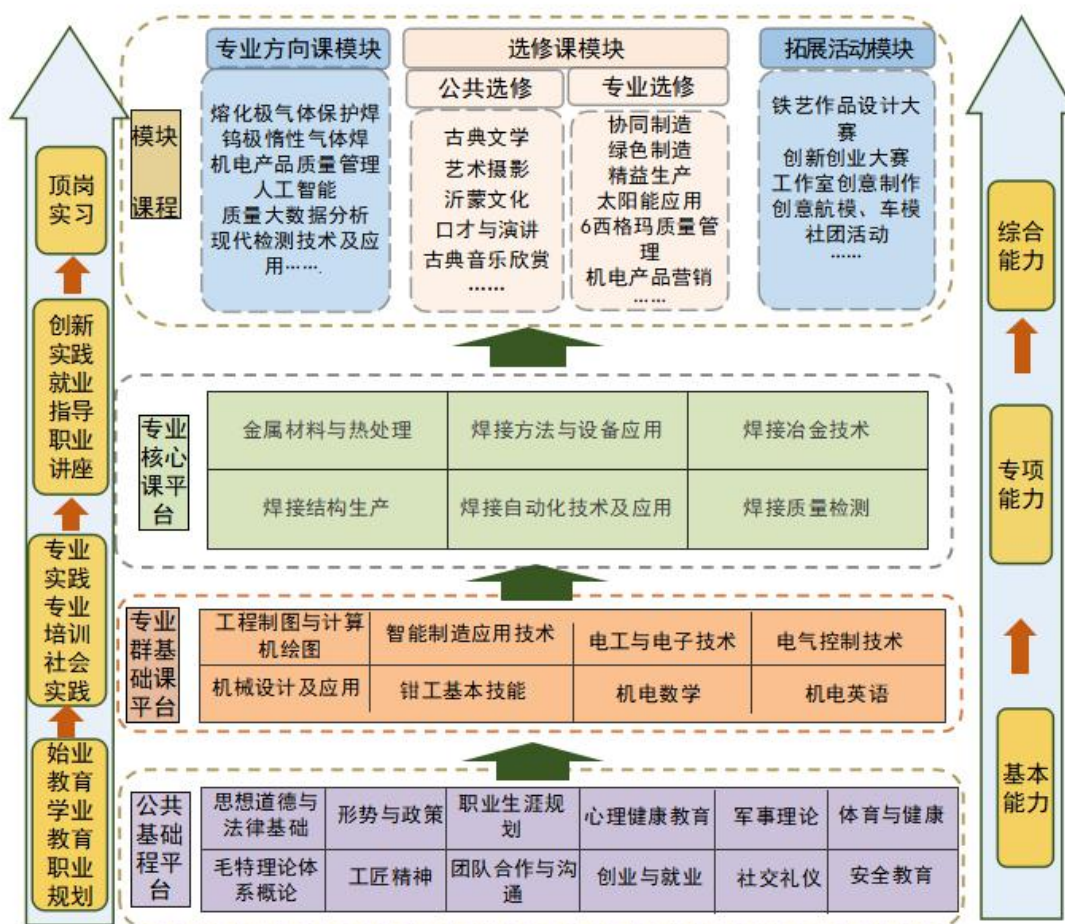 专业方向课模块
选修课模块
拓展活动模块
公共选修
专业选修
模块
课程
熔化极气体保护焊
钨极惰性气体焊
机电产品质量管理
人工智能
质量大数据分析
现代检测技术及应
用……
古典文学
艺术摄影
沂蒙文化
口才与演讲
古典音乐欣赏
……
协同制造
绿色制造
精益生产
太阳能应用
6西格玛质量管
理
机电产品营销
……
铁艺作品设计大
赛
创新创业大赛
工作室创意制作
创意航模、车模
社团活动
……
顶岗
实习
创新
实践
就业
指导
职业
讲座
专业
实践
专业
培训
社会
实践
始业
教育
学业
教育
职业
规划
专业
核心
课平
台
金属材料与热处理
焊接方法与设备应用
焊接冶金技术
焊接结构生产
焊接自动化技术及应用
焊接质量检测
专业
群基
础课
平台
工程制图与计算
机绘图
智能制造应用技术
电工与电子技术
电气控制技术
机械设计及应用
钳工基本技能
机电数学
机电英语
公共
基础
程平
台
思想道德与
法律基础
形势与政策
职业生涯规
划
心理健康教育
军事理论
体育与健康
毛特理论体
系概论
工匠精神
团队合作与沟
通
创业与就业
社交礼仪
安全教育
综合
能力
专项
能力
基本
能力